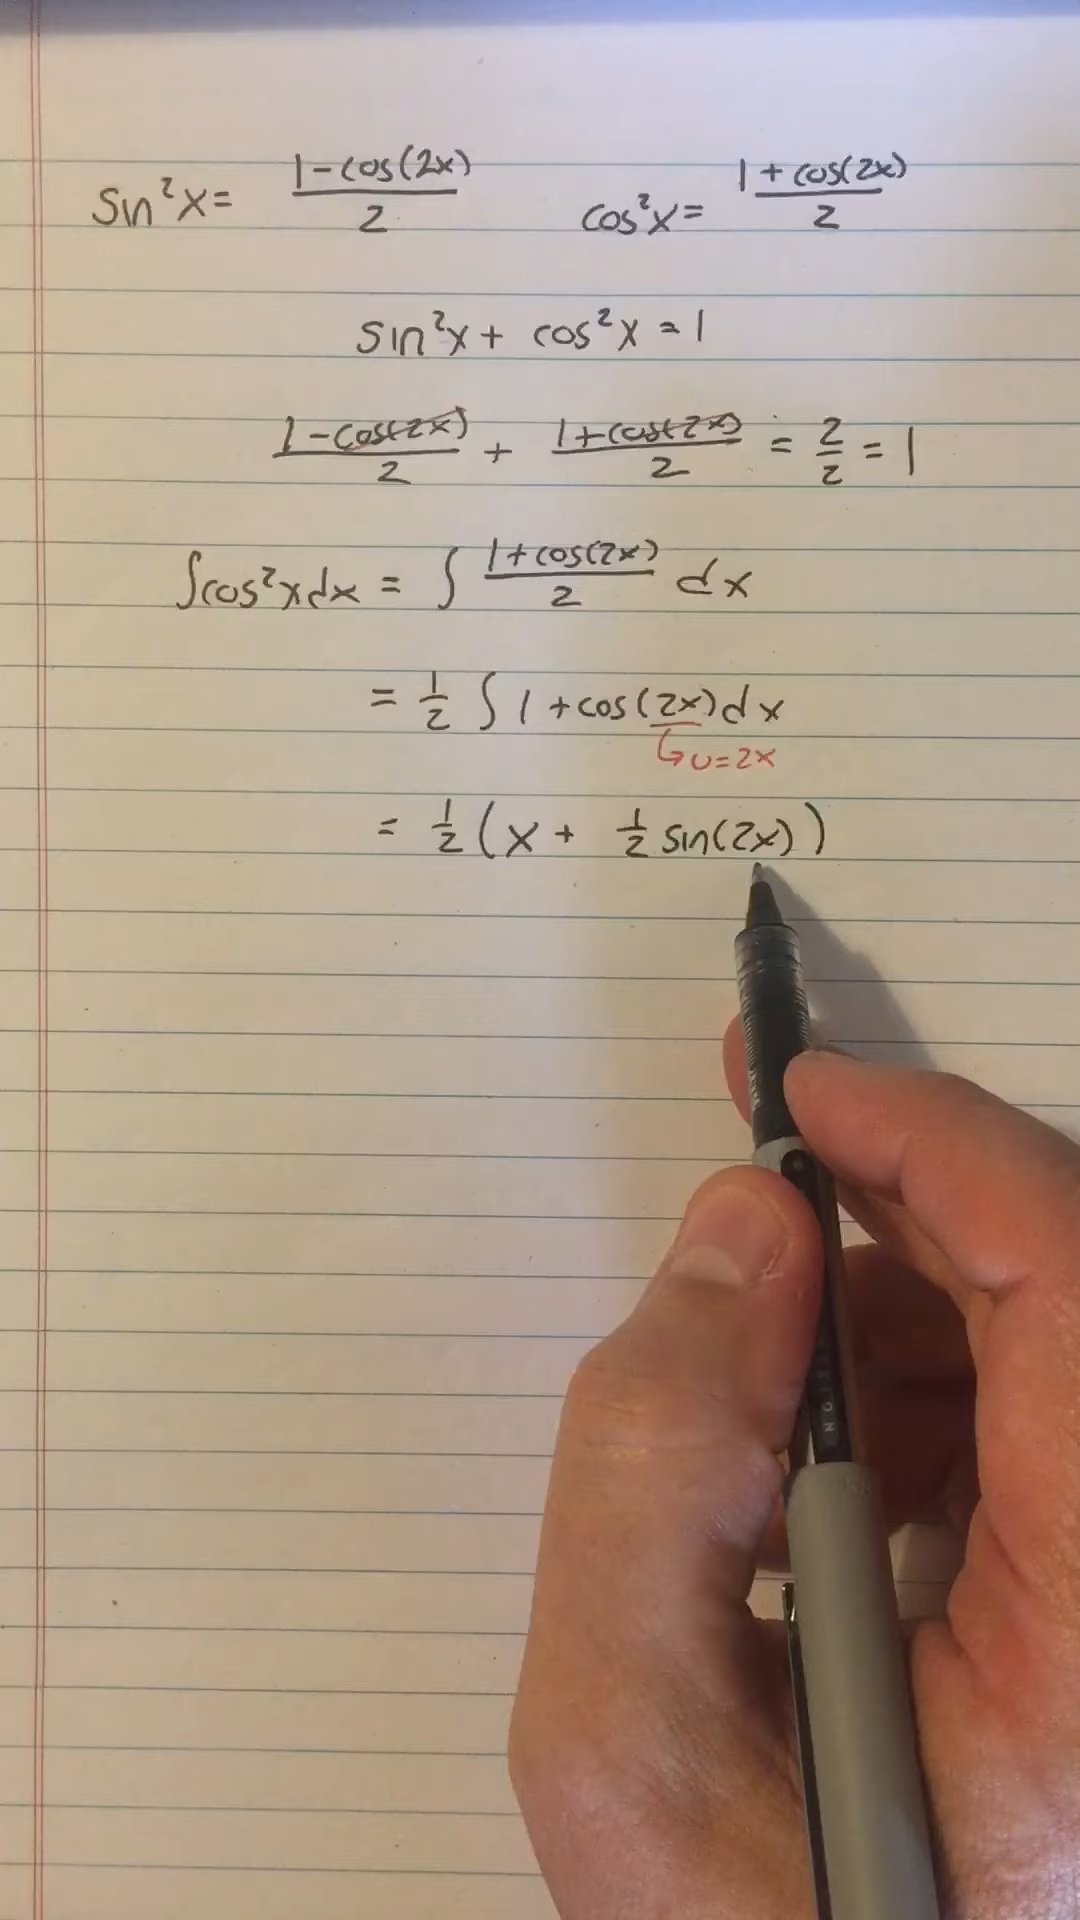 sin²x = (1-cos(2x))/2    cos²x = (1+cos(2x))/2
sin²x + cos²x = 1
(1-cos(2x))/2 + (1+cos(2x))/2 = 2/2 = 1
∫cos²xdx = ∫ (1+cos(2x))/2 dx
= 1/2 ∫ 1+cos(2x)dx
↳u=2x
= 1/2 (x + 1/2 sin(2x))